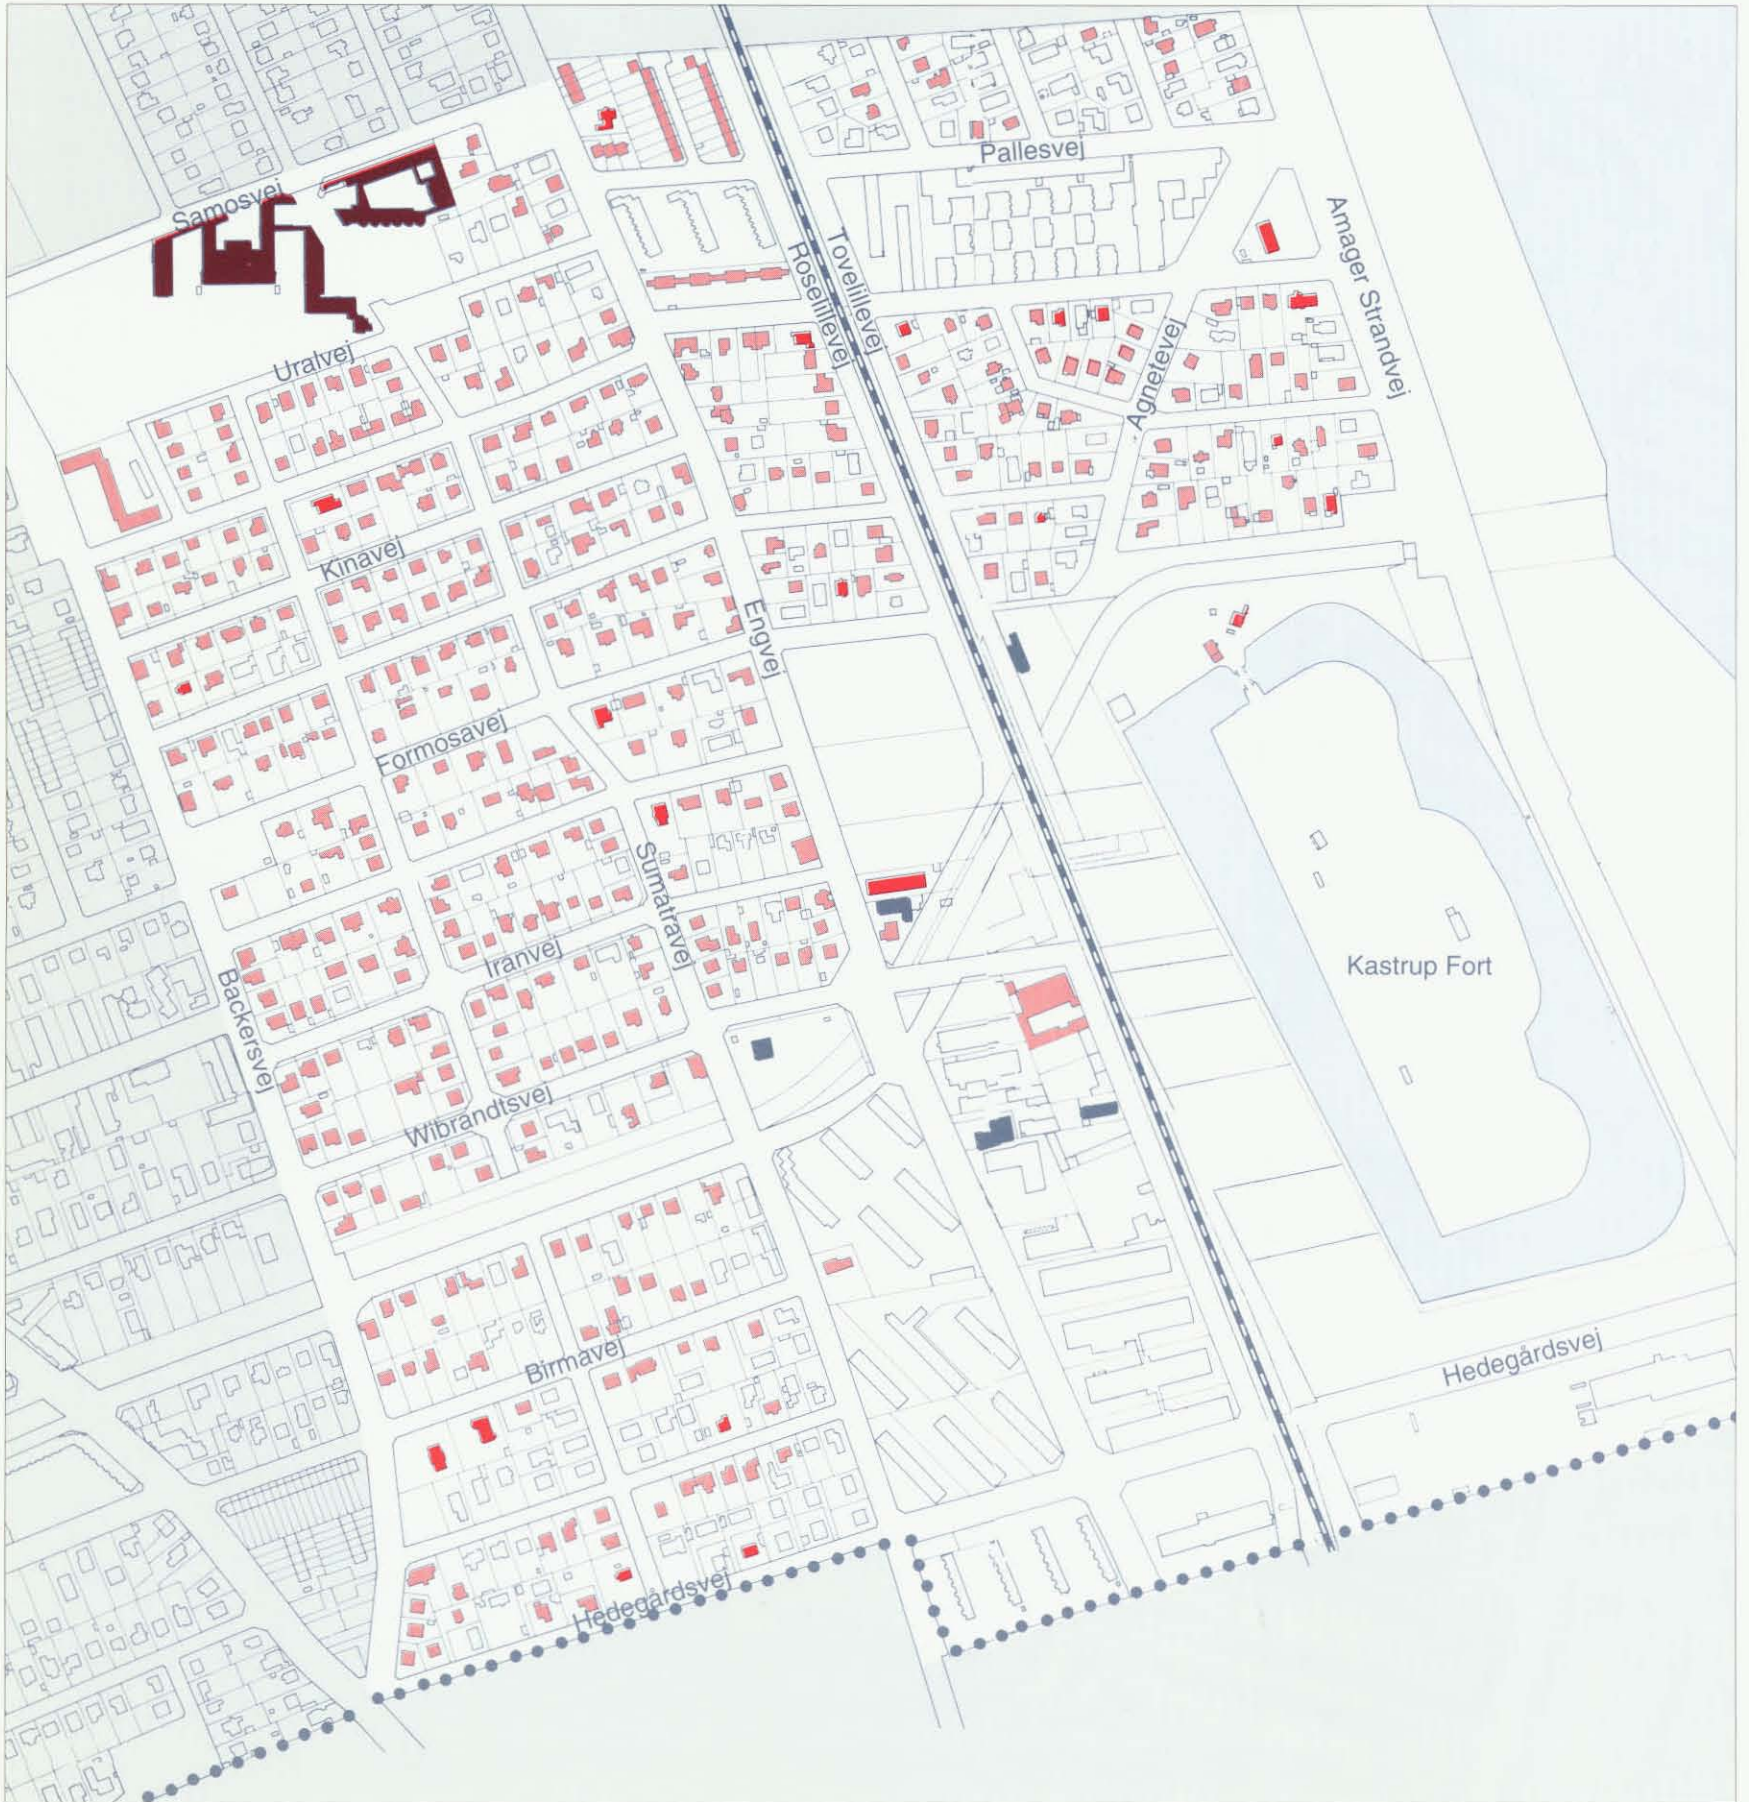 Pallesvej
Samosvej
Amager Strandvej
Tovelillevej
Roselillevej
Agnetevej
Uralvej
Kinavej
Engvej
Formosavej
Sumatravej
Iranvej
Kastrup Fort
Backersvej
Wibrandtsvej
Birmavej
Hedegårdsvej
Hedegårdsvej